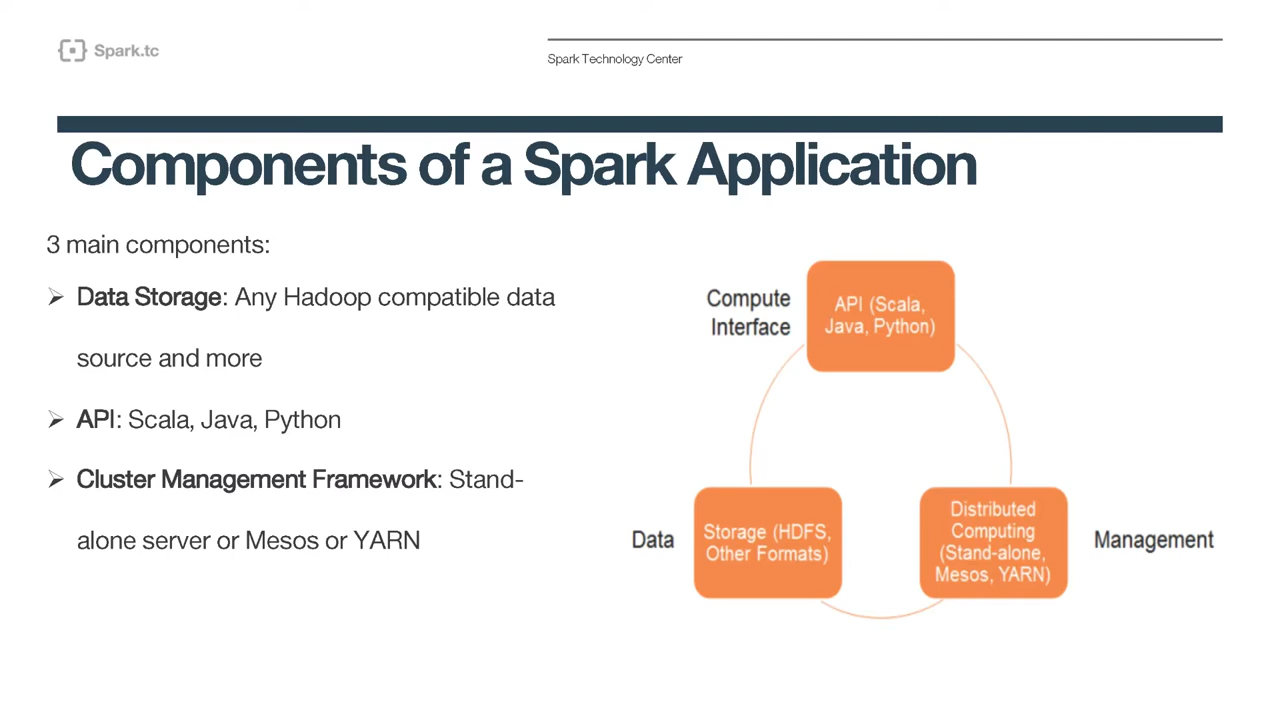 Spark.tc
Spark Technology Center
Components of a Spark Application
3 main components:
Data Storage: Any Hadoop compatible data
source and more
API: Scala, Java, Python
Cluster Management Framework: Stand-
alone server or Mesos or YARN
Compute
Interface
API (Scala,
Java, Python)
Data
Storage (HDFS,
Other Formats)
Distributed
Computing
(Stand-alone,
Mesos, YARN)
Management